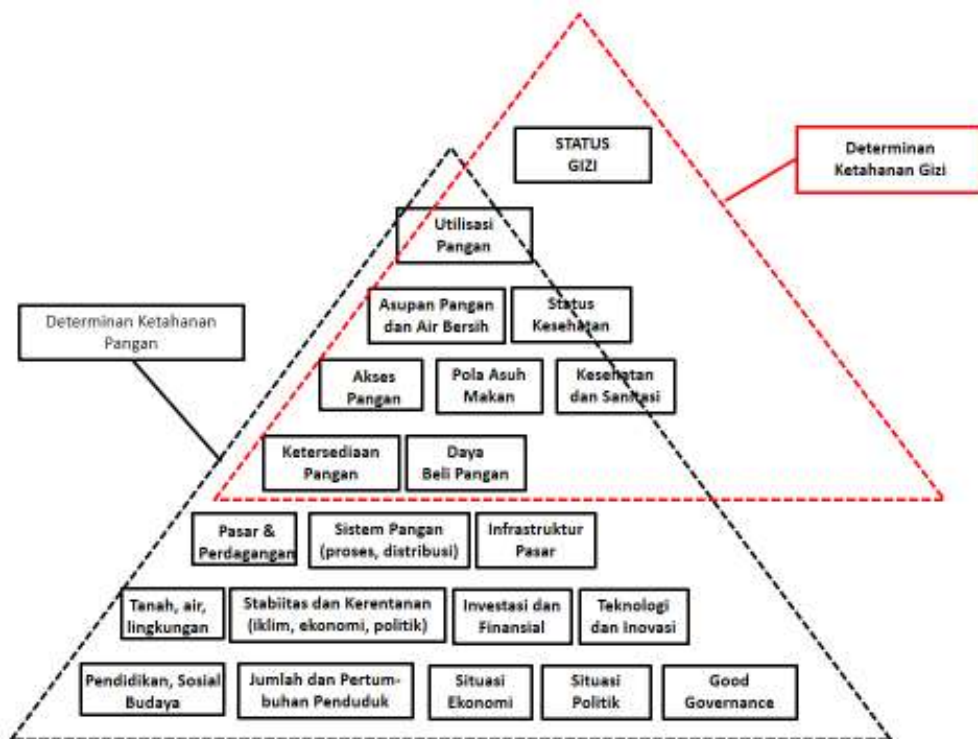 STATUS
GIZI
Determinan
Ketahanan Gizi
Utilisasi
Pangan
Determinan Ketahanan
Pangan
Asupan Pangan
dan Air Bersih
Status
Kesehatan
Akses
Pangan
Pola Asuh
Makan
Kesehatan
dan Sanitasi
Ketersediaan
Pangan
Daya
Beli Pangan
Pasar &
Perdagangan
Sistem Pangan
(proses, distribusi)
Infrastruktur
Pasar
Tanah, air,
lingkungan
Stabiitas dan Kerentanan
(iklim, ekonomi, politik)
Investasi dan
Finansial
Teknologi
dan Inovasi
Pendidikan, Sosial
Budaya
Jumlah dan Pertum-
buhan Penduduk
Situasi
Ekonomi
Situasi
Politik
Good
Governance